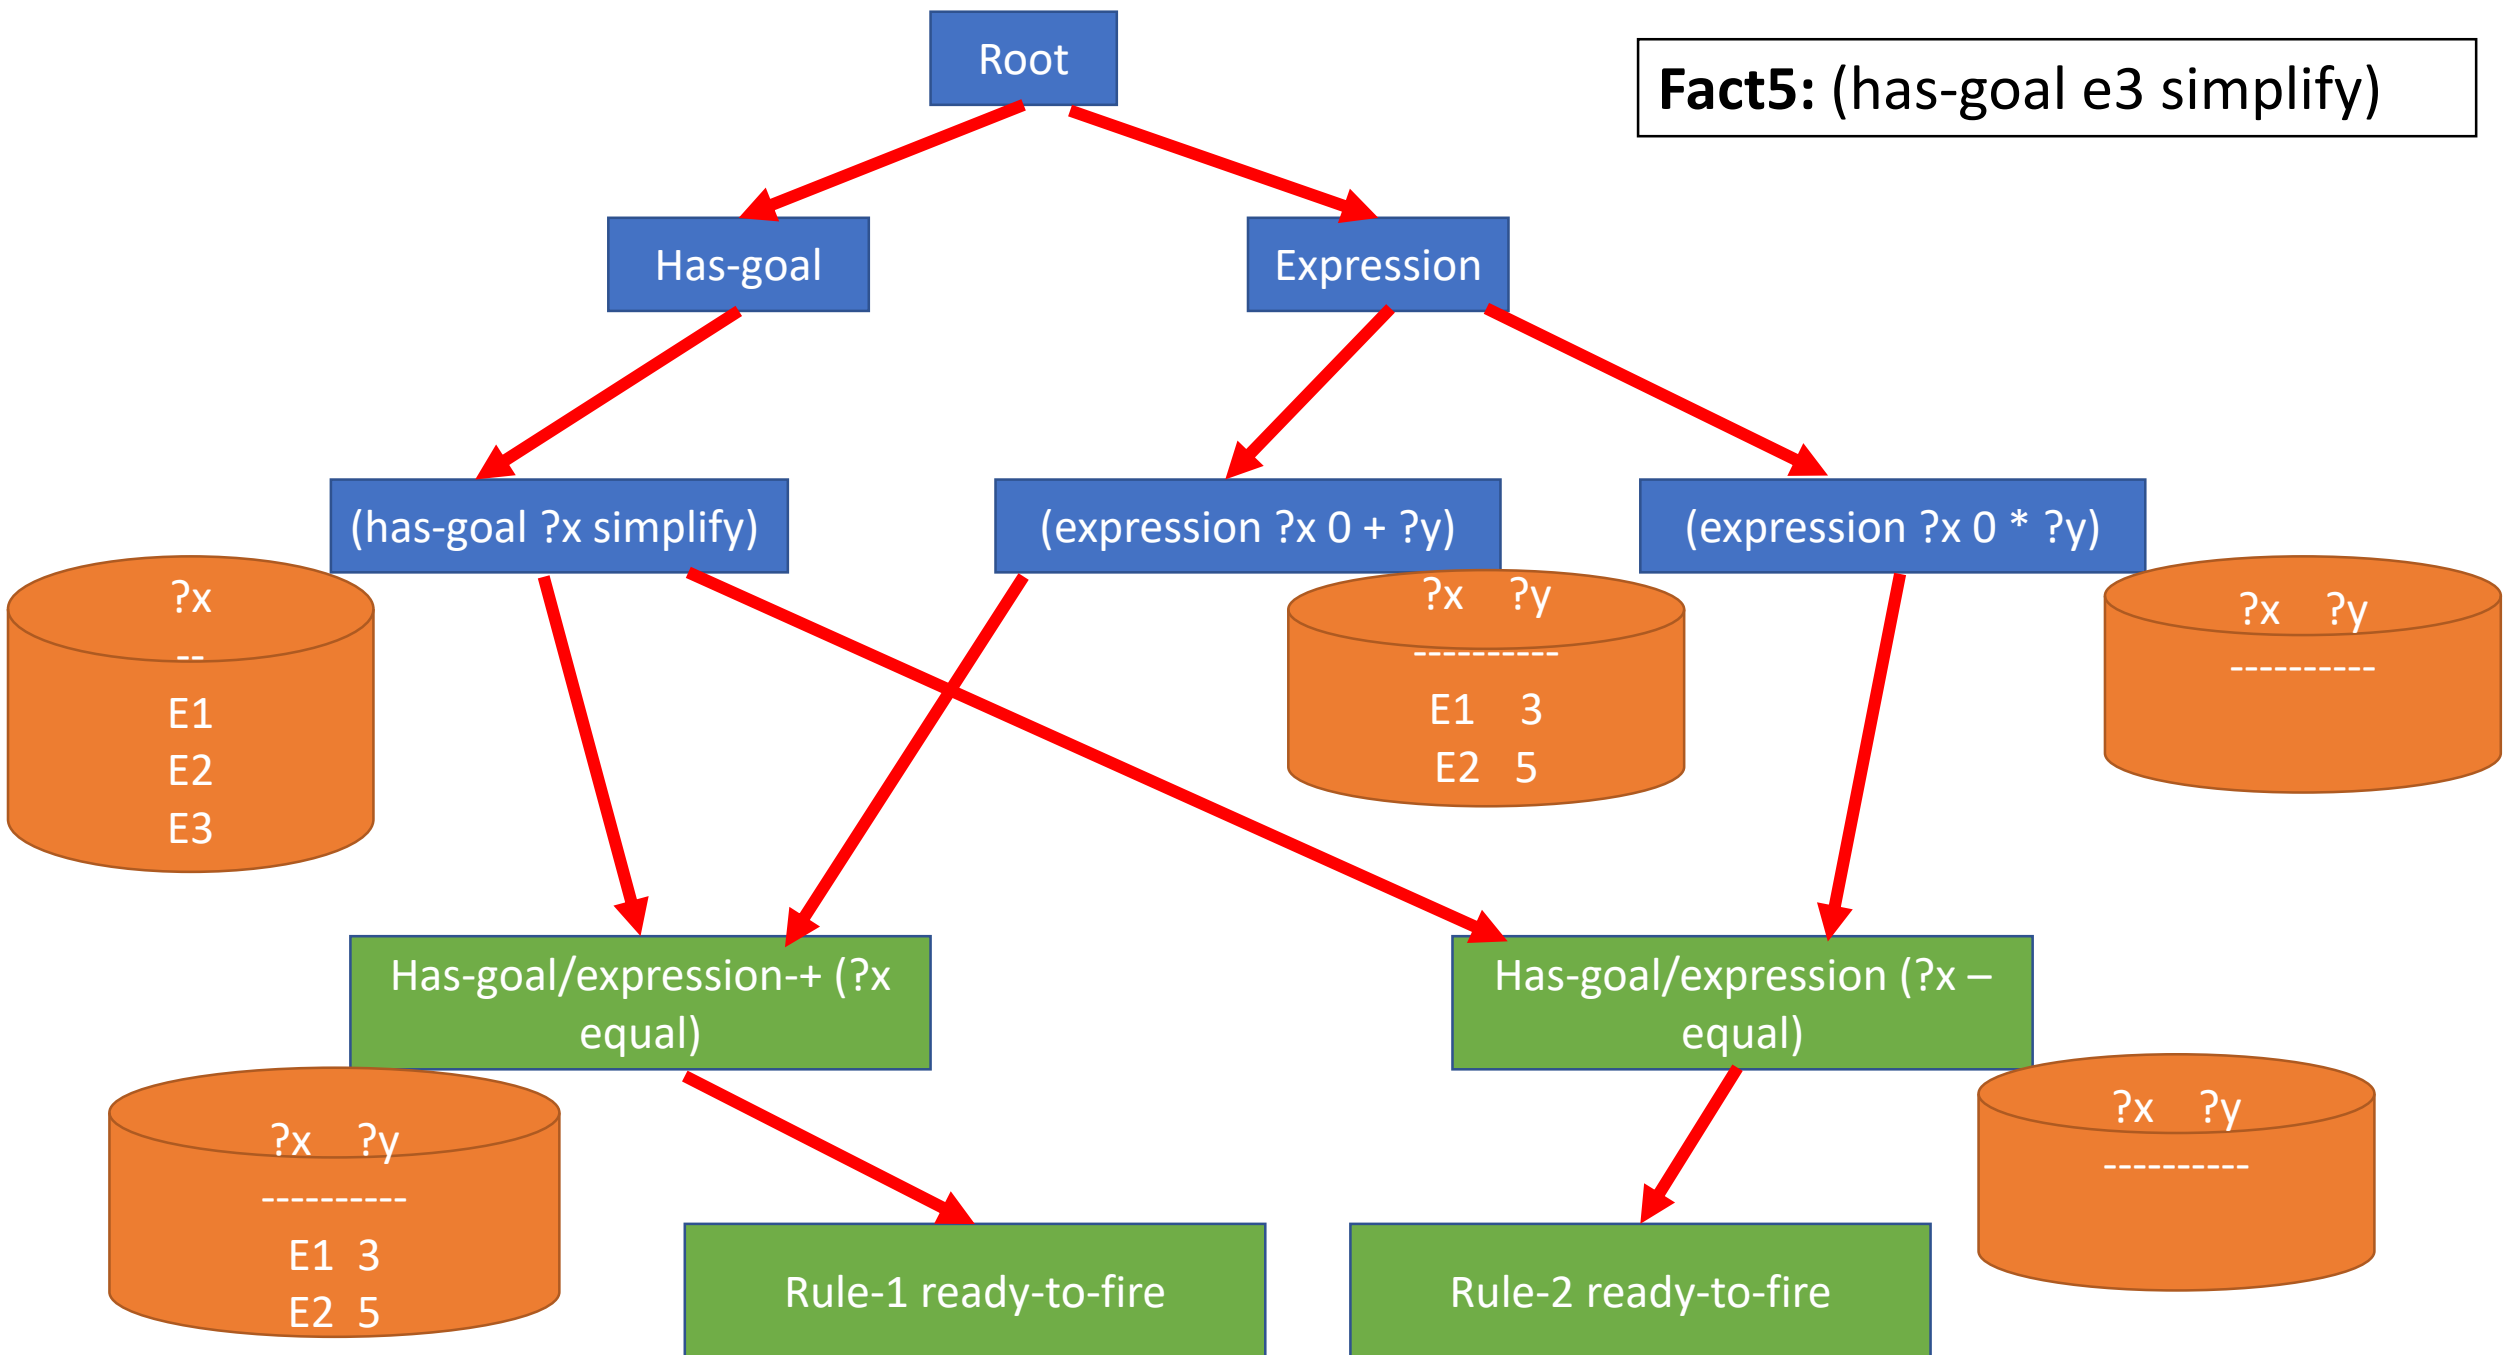 Root
Fact5: (has-goal e3 simplify)
Has-goal
Expression
(has-goal ?x simplify)
(expression ?x 0 + ?y)
(expression ?x 0 * ?y)
?x
--
E1
E2
E3
?x ?y
----------
E1 3
E2 5
?x ?y
----------
Has-goal/expression-+ (?x
equal)
Has-goal/expression (?x –
equal)
?x ?y
----------
E1 3
E2 5
?x ?y
----------
Rule-1 ready-to-fire
Rule-2 ready-to-fire